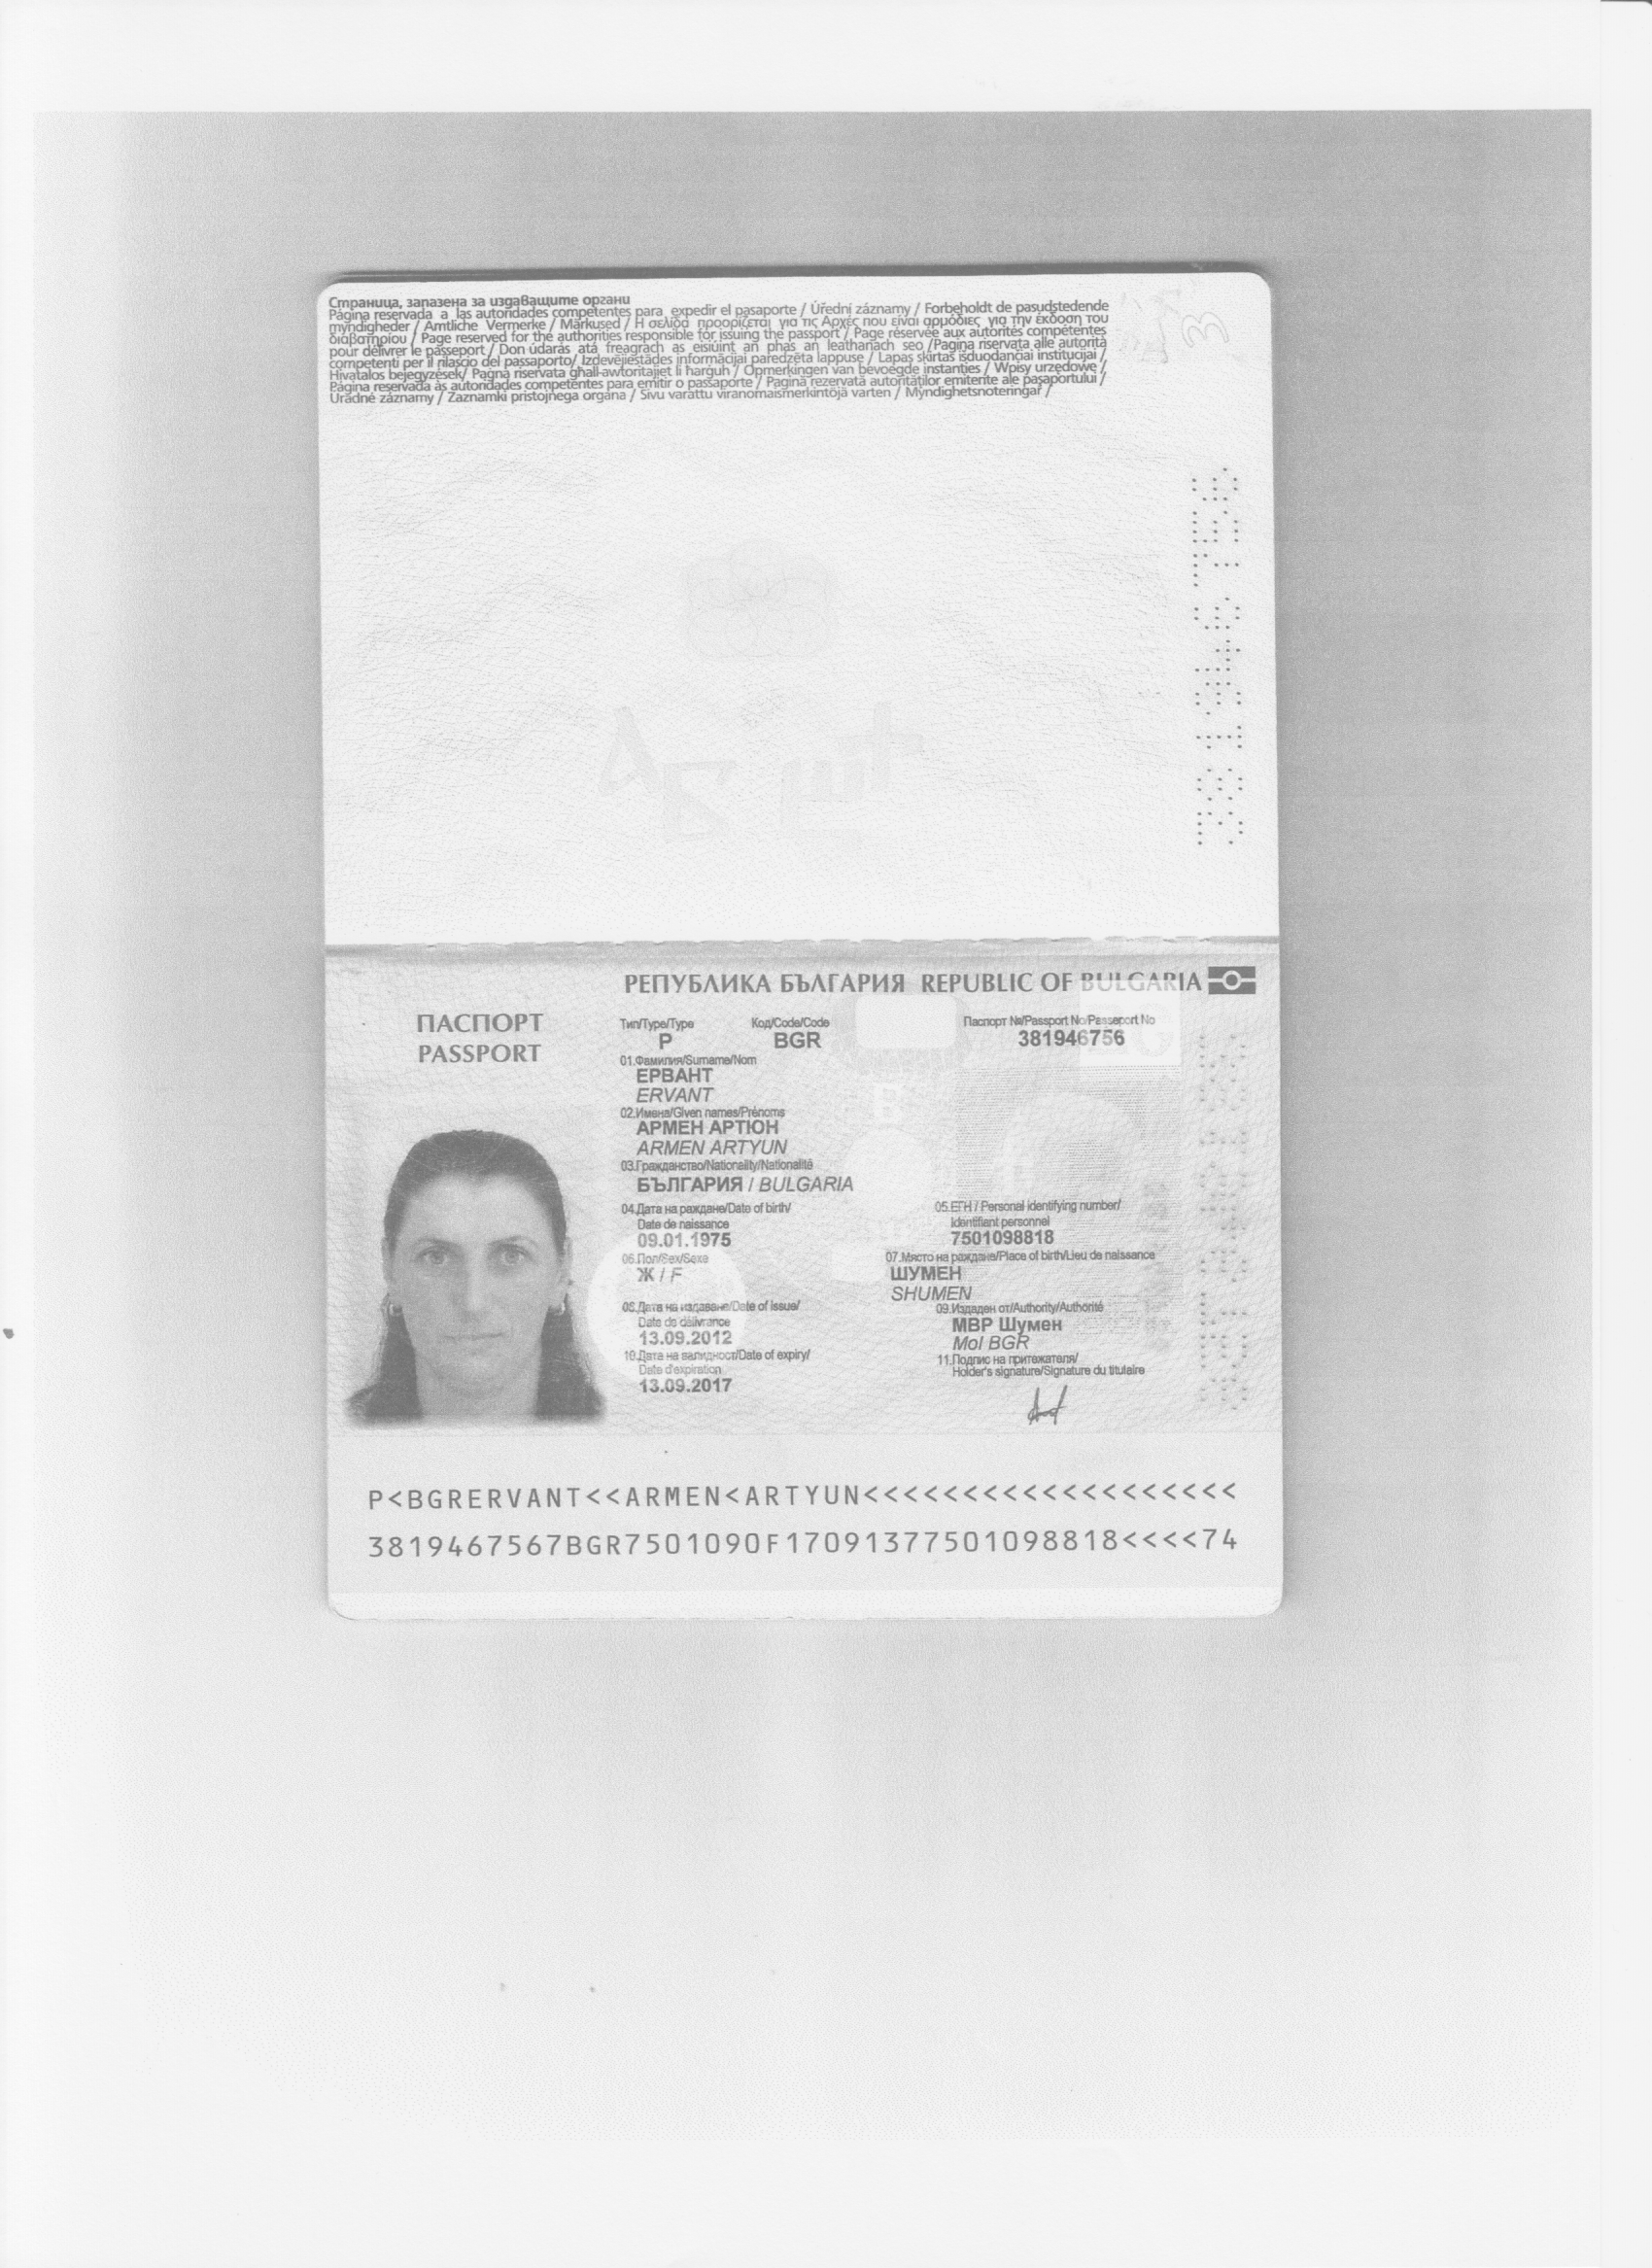 Страница, запазена за издаващите органи
Página reservada a las autoridades competentes para expedir el pasaporte / Úřední záznamy / Forbeholdt de pasudstedende
myndigheder / Amtliche Vermerke / Märkused / Η σελίδα προορίζεται για τις Αρχές που είναι αρμόδιες για την έκδοση του
διαβατηρίου / Page reserved for the authorities responsible for issuing the passport / Page réservée aux autorités compétentes
pour délivrer le passeport / Don údarás atá freagrach as eisiúint an phas an leathanach seo /Pagina riservata alle autorità
competenti per il rilascio del passaporto/ Izdevējiestādes informācijai paredzēta lappuse / Lapas skirtas išduodančiai institucijai /
Hivatalos bejegyzések/ Paġna riservata għall-awtoritajiet li ħarġuh / Opmerkingen van bevoegde instanties / Wpisy urzędowe /
Página reservada às autoridades competentes para emitir o passaporte / Pagină rezervată autorităților emitente ale pașaportului /
Úradné záznamy / Zaznamki pristojnega organa / Sivu varattu viranomaismerkintöjä varten / Myndighetsnoteringar /
РЕПУБЛИКА БЪЛГАРИЯ REPUBLIC OF BULGARIA
ПАСПОРТ
PASSPORT
Тип/Type/Type Код/Code/Code Паспорт №/Passport No/Passeport No
P BGR 381946756
01.Фамилия/Surname/Nom
ЕРВАНТ
ERVANT
02.Имена/Given names/Prénoms
АРМЕН АРТЮН
ARMEN ARTYUN
03.Гражданство/Nationality/Nationalité
БЪЛГАРИЯ / BULGARIA
04.Дата на раждане/Date of birth/
Date de naissance
09.01.1975
05.ЕГН / Personal identifying number/
Identifiant personnel
7501098818
06.Пол/Sex/Sexe
Ж / F
07.Място на раждане/Place of birth/Lieu de naissance
ШУМЕН
SHUMEN
08.Дата на издаване/Date of issue/
Date de délivrance
13.09.2012
09.Издаден от/Authority/Authorité
МВР Шумен
MoI BGR
10.Дата на валидност/Date of expiry/
Date d'expiration
13.09.2017
11.Подпис на притежателя/
Holder's signature/Signature du titulaire
P<BGRERVANT<<ARMEN<ARTYUN<<<<<<<<<<<<<<<<<<<
3819467567BGR7501090F17091377501098818<<<<74